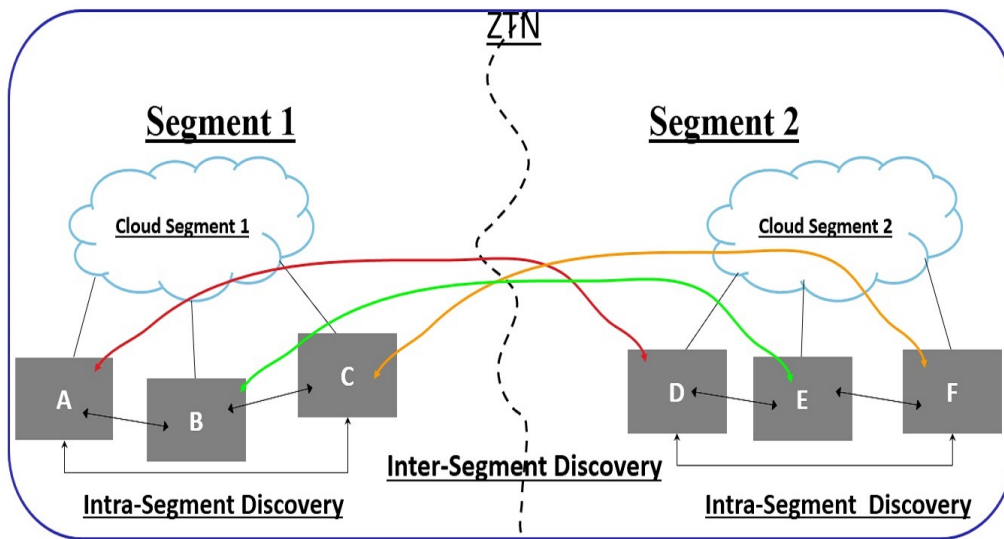 ZTN
Segment 1
Segment 2
Cloud Segment 1
Cloud Segment 2
A
B
C
D
E
F
Inter-Segment Discovery
Intra-Segment Discovery
Intra-Segment Discovery